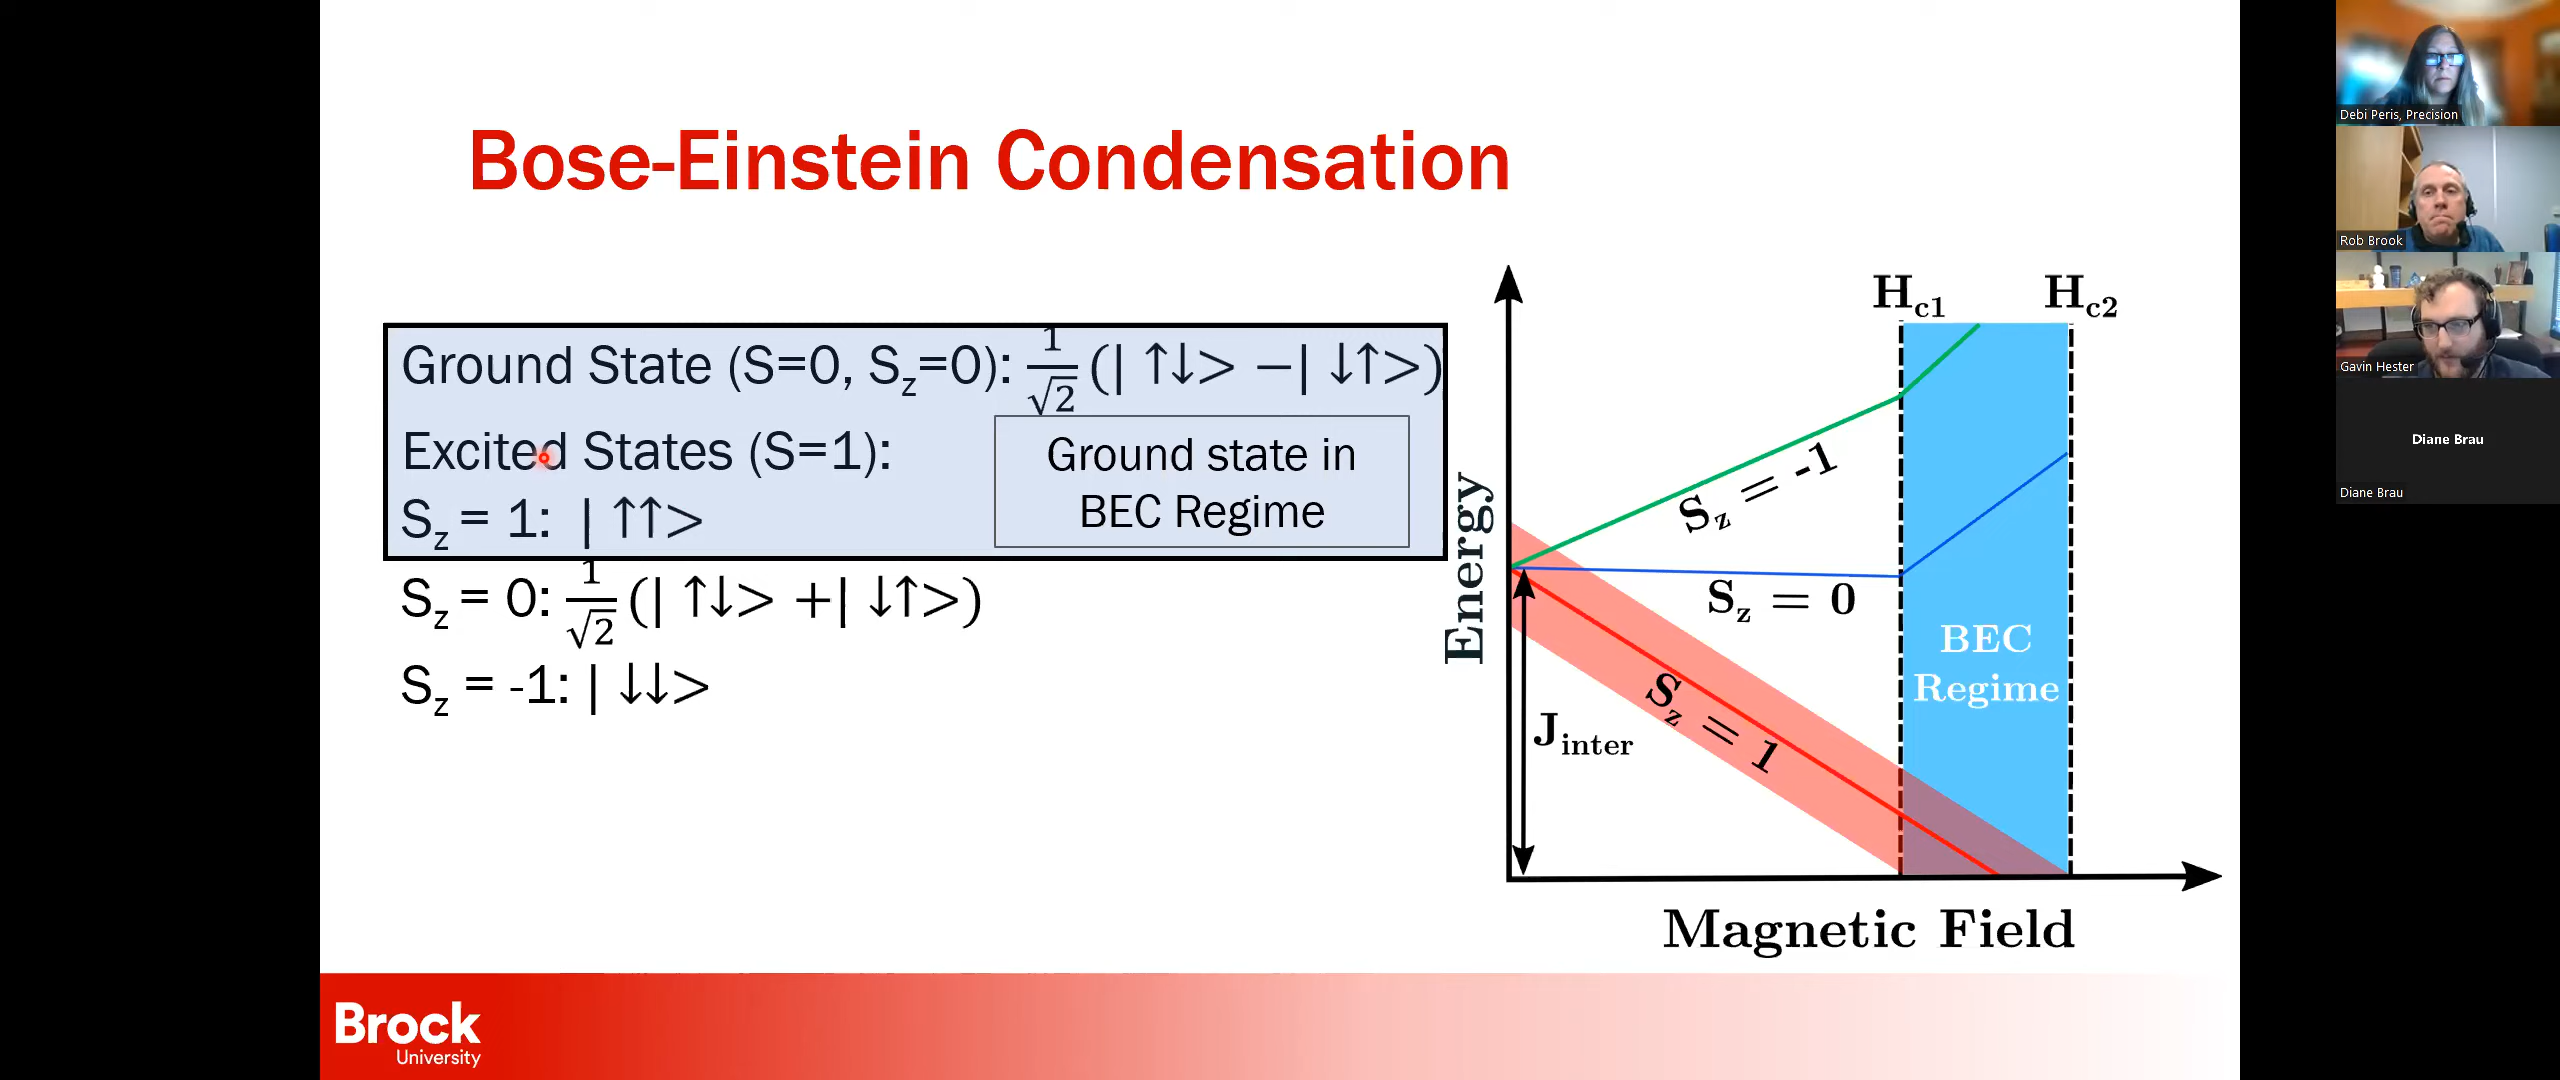 Bose-Einstein Condensation
Ground State (S=0, Sz=0): 1/√2 (| ↑↓> −| ↓↑>)
Excited States (S=1):
Sz = 1: | ↑↑>
Ground state in
BEC Regime
Sz = 0: 1/√2 (| ↑↓> +| ↓↑>)
Sz = -1: | ↓↓>
Hc1
Hc2
Energy
Sz = -1
Sz = 0
Sz = 1
Jinter
BEC
Regime
Magnetic Field
Brock
University
Debi Peris, Precision
Rob Brook
Gavin Hester
Diane Brau
Diane Brau